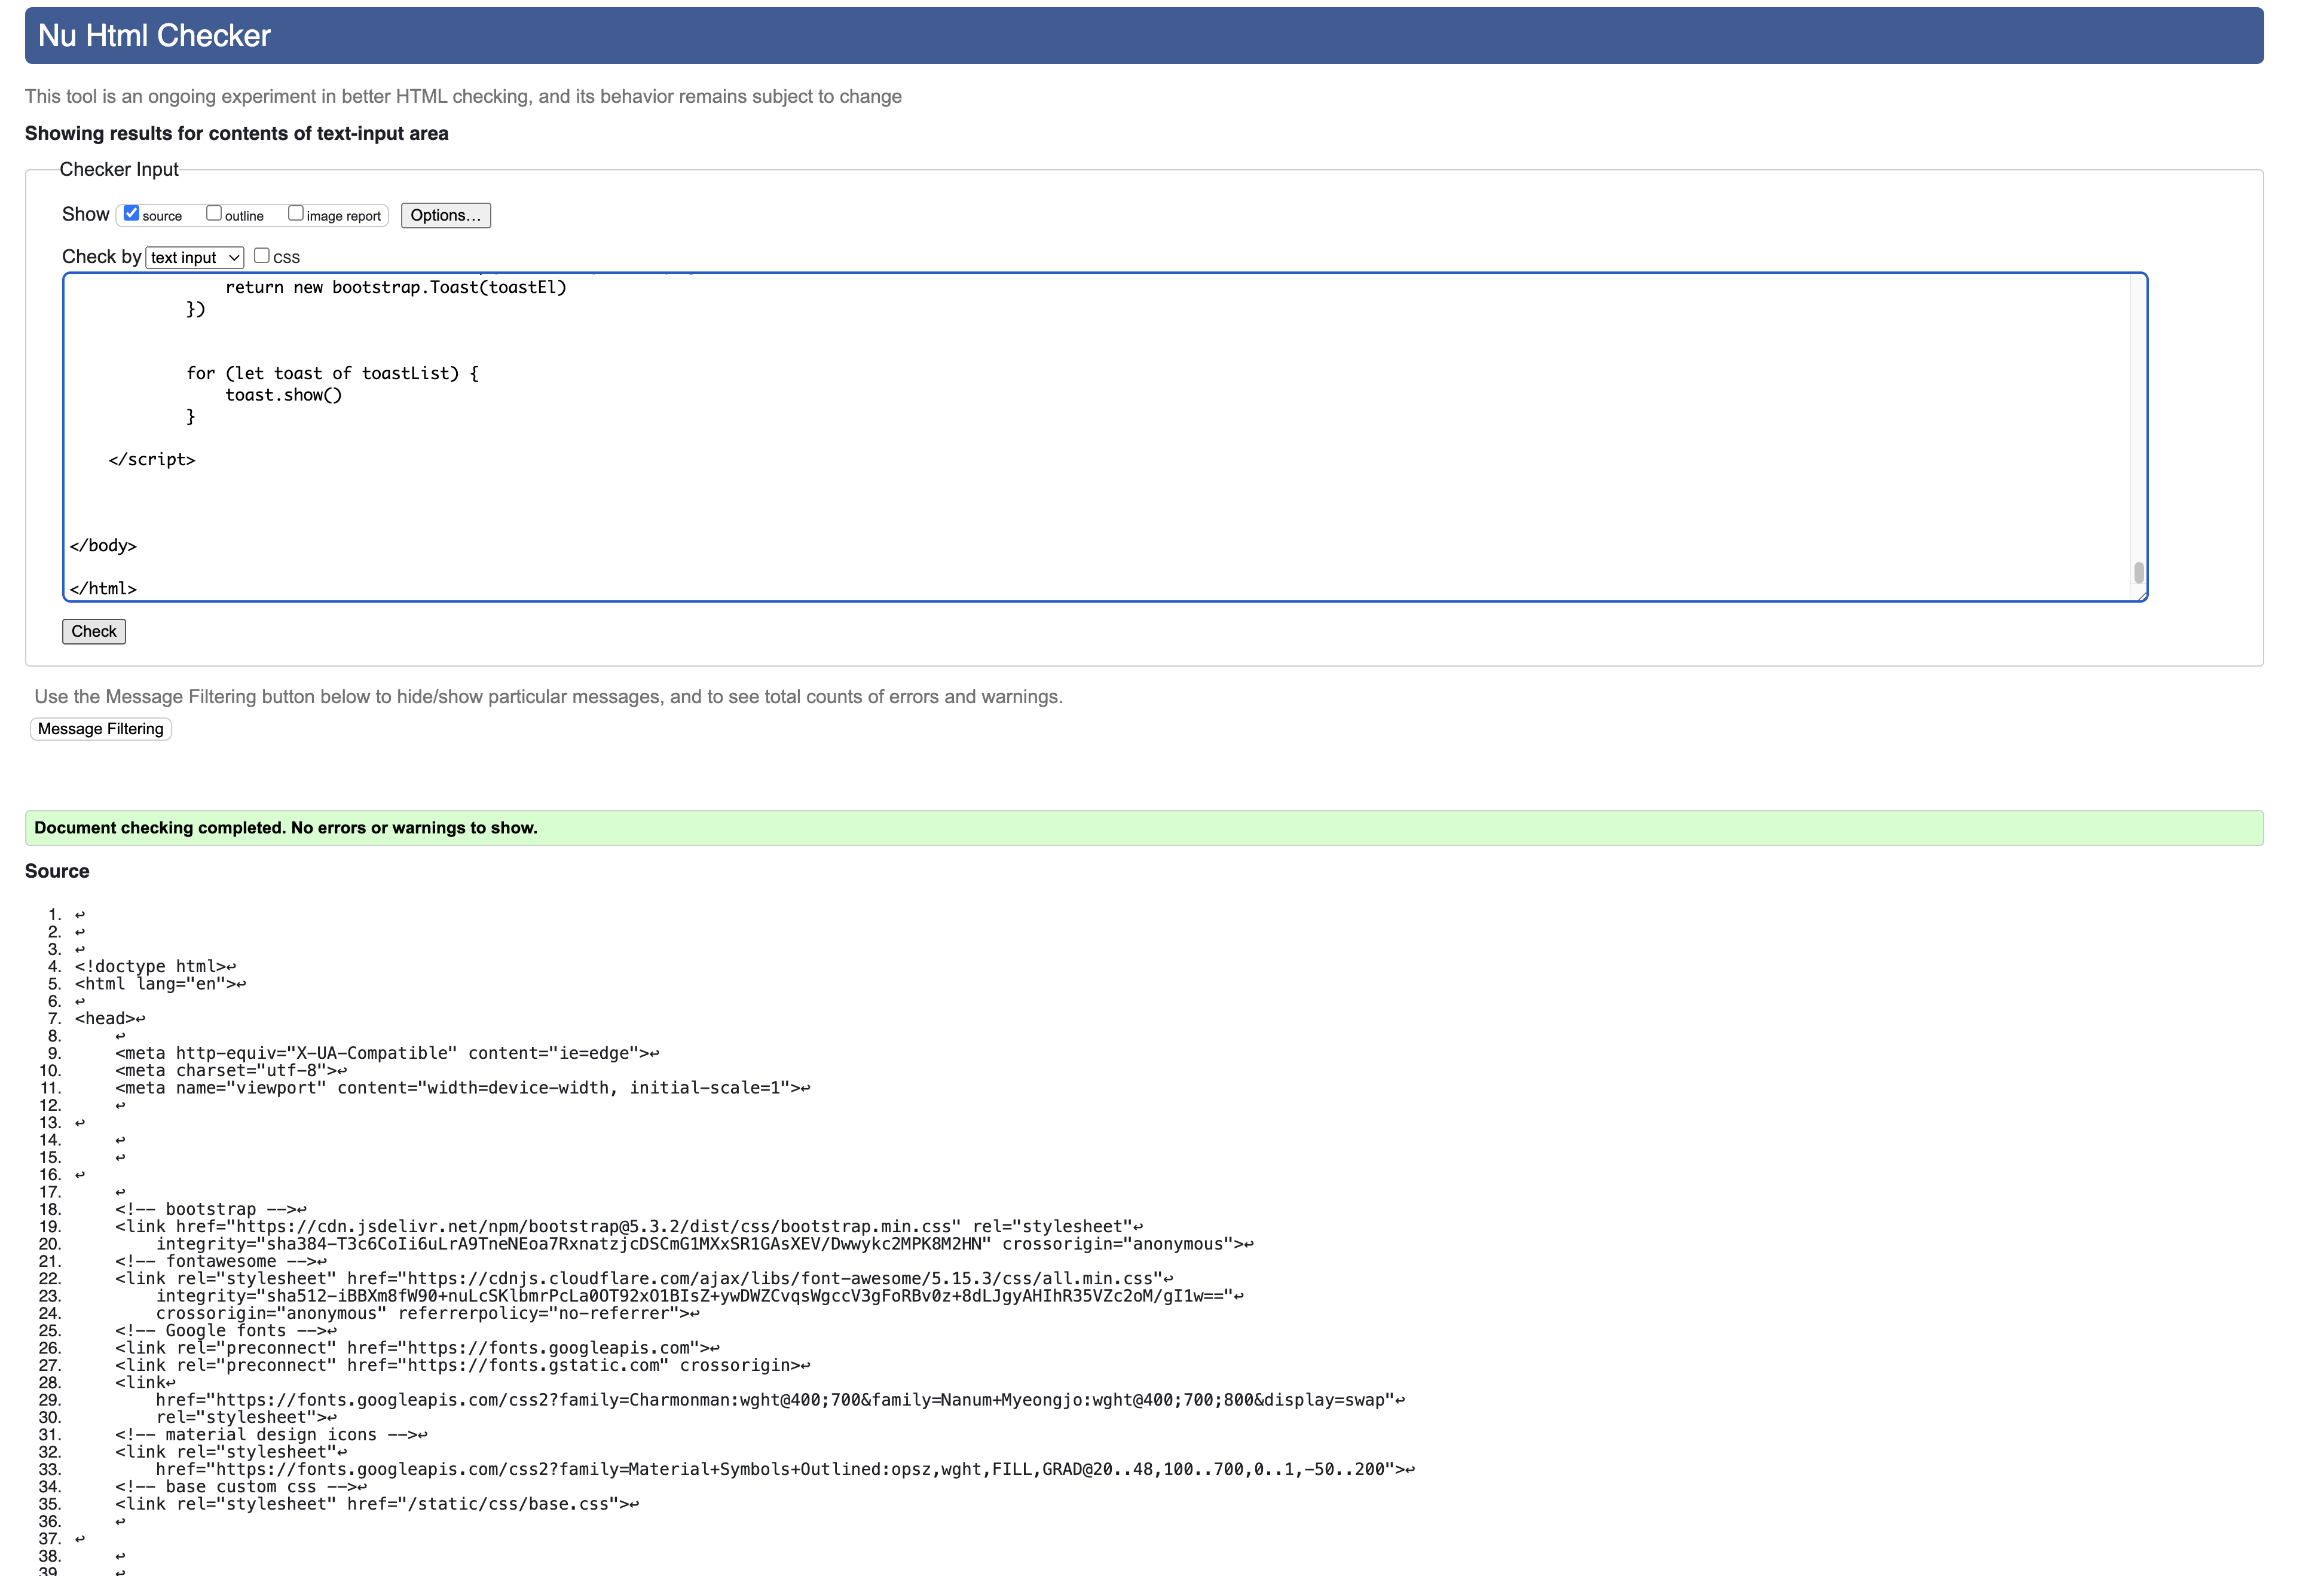 Nu Html Checker
This tool is an ongoing experiment in better HTML checking, and its behavior remains subject to change
Showing results for contents of text-input area
Checker Input
Show source outline image report Options...
Check by text input css
return new bootstrap.Toast(toastEl)
})
for (let toast of toastList) {
toast.show()
}
</script>
</body>
</html>
Check
Use the Message Filtering button below to hide/show particular messages, and to see total counts of errors and warnings.
Message Filtering
Document checking completed. No errors or warnings to show.
Source
1. ↩
2. ↩
3. ↩
4. <!doctype html>↩
5. <html lang="en">↩
6. ↩
7. <head>↩
8. ↩
9. <meta http-equiv="X-UA-Compatible" content="ie=edge">↩
10. <meta charset="utf-8">↩
11. <meta name="viewport" content="width=device-width, initial-scale=1">↩
12. ↩
13. ↩
14. ↩
15. ↩
16. ↩
17. ↩
18. <!-- bootstrap -->↩
19. <link href="https://cdn.jsdelivr.net/npm/bootstrap@5.3.2/dist/css/bootstrap.min.css" rel="stylesheet"↩
20. integrity="sha384-T3c6CoIi6uLrA9TneNEoa7RxnatzjcDSCmG1MXxSR1GAsXEV/Dwwykc2MPK8M2HN" crossorigin="anonymous">↩
21. <!-- fontawesome -->↩
22. <link rel="stylesheet" href="https://cdnjs.cloudflare.com/ajax/libs/font-awesome/5.15.3/css/all.min.css"↩
23. integrity="sha512-iBBXm8fW90+nuLcSKlbmrPcLa0OT92xO1BIsZ+ywDWZCvqsWgccV3gFoRBv0z+8dLJgyAHIhR35VZc2oM/gI1w=="↩
24. crossorigin="anonymous" referrerpolicy="no-referrer">↩
25. <!-- Google fonts -->↩
26. <link rel="preconnect" href="https://fonts.googleapis.com">↩
27. <link rel="preconnect" href="https://fonts.gstatic.com" crossorigin>↩
28. <link↩
29. href="https://fonts.googleapis.com/css2?family=Charmonman:wght@400;700&family=Nanum+Myeongjo:wght@400;700;800&display=swap"↩
30. rel="stylesheet">↩
31. <!-- material design icons -->↩
32. <link rel="stylesheet"↩
33. href="https://fonts.googleapis.com/css2?family=Material+Symbols+Outlined:opsz,wght,FILL,GRAD@20..48,100..700,0..1,-50..200">↩
34. <!-- base custom css -->↩
35. <link rel="stylesheet" href="/static/css/base.css">↩
36. ↩
37. ↩
38. ↩
39. ↩